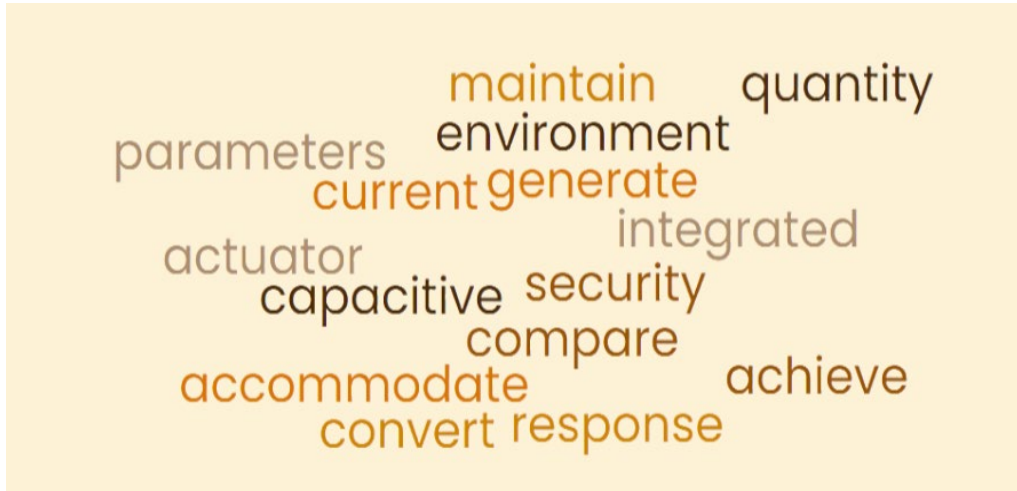 maintain quantity
environment
parameters
current generate
integrated
actuator
capacitive security
compare
accommodate achieve
convert response